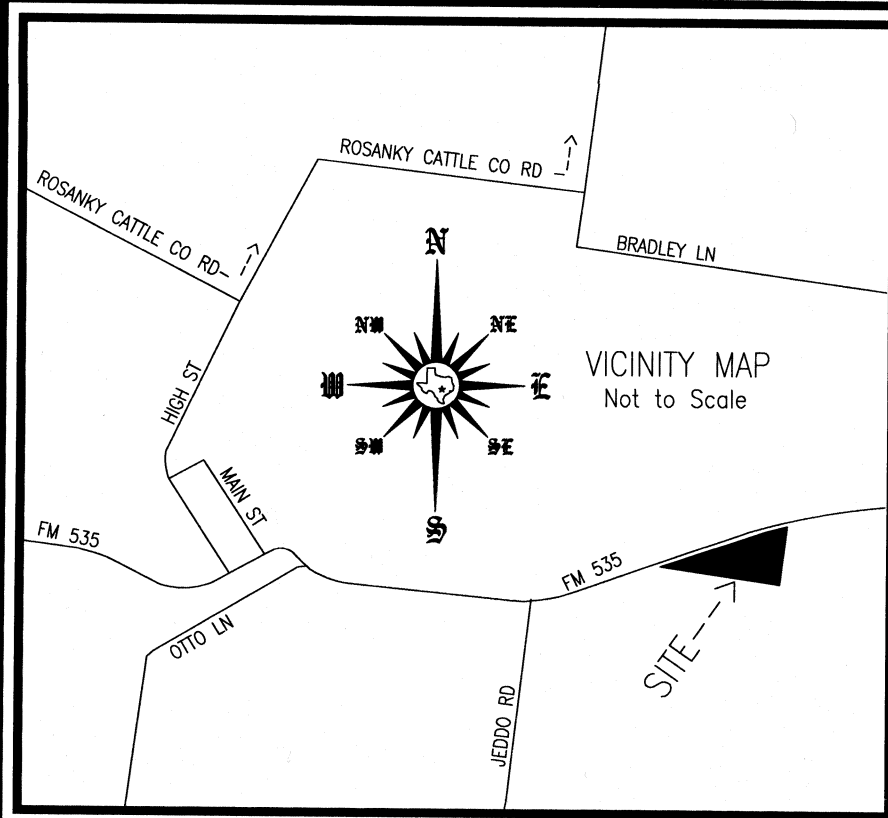 ROSANKY CATTLE CO RD
ROSANKY CATTLE CO RD
BRADLEY LN
N
NW
NE
W
E
SW
SE
S
VICINITY MAP
Not to Scale
HIGH ST
MAIN ST
FM 535
FM 535
OTTO LN
SITE
JEDDO RD